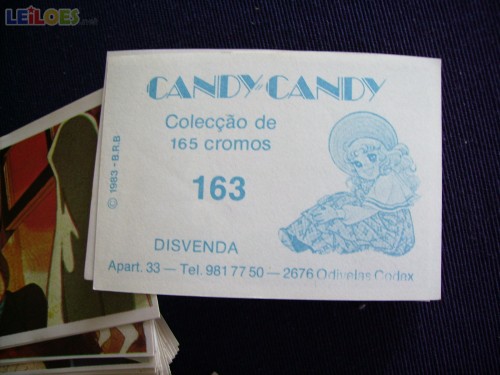 LEiLOES.net
CANDY CANDY
Colecção de
165 cromos
163
© 1983 - B.R.B
DISVENDA
Apart. 33 — Tel. 981 77 50 — 2676 Odivelas Codex